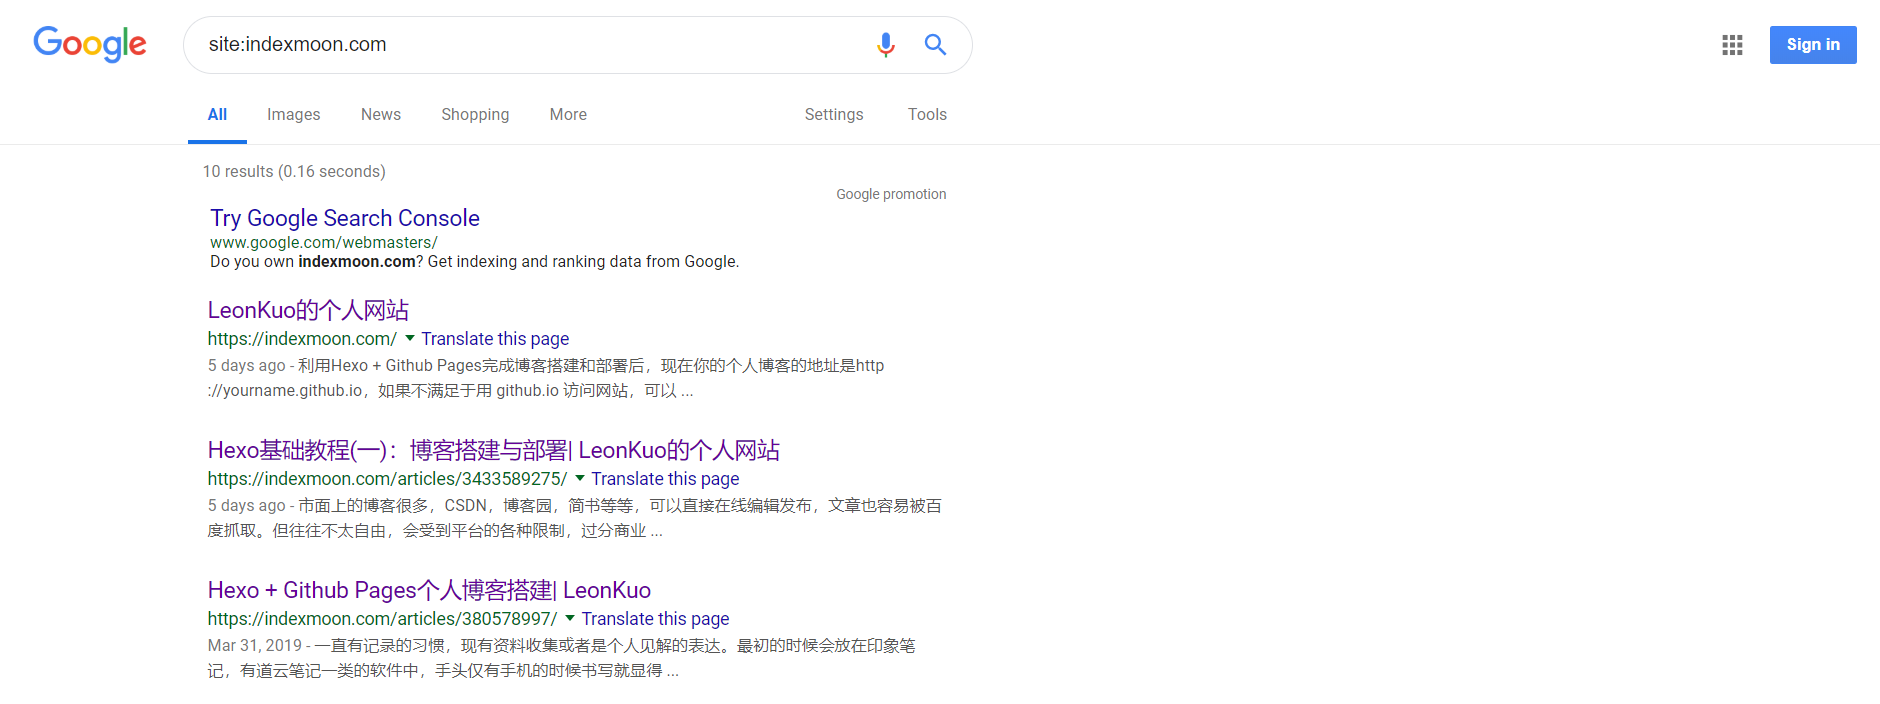 Google
site:indexmoon.com
Sign in
All Images News Shopping More Settings Tools
10 results (0.16 seconds)
Google promotion
Try Google Search Console
www.google.com/webmasters/
Do you own indexmoon.com? Get indexing and ranking data from Google.
LeonKuo的个人网站
https://indexmoon.com/ Translate this page
5 days ago - 利用Hexo + Github Pages完成博客搭建和部署后，现在你的个人博客的地址是http
://yourname.github.io，如果不满足于用 github.io 访问网站，可以 ...
Hexo基础教程(一)：博客搭建与部署| LeonKuo的个人网站
https://indexmoon.com/articles/3433589275/ Translate this page
5 days ago - 市面上的博客很多，CSDN，博客园，简书等等，可以直接在线编辑发布，文章也容易被百
度抓取。但往往不太自由，会受到平台的各种限制，过分商业 ...
Hexo + Github Pages个人博客搭建| LeonKuo
https://indexmoon.com/articles/380578997/ Translate this page
Mar 31, 2019 - 一直有记录的习惯，现有资料收集或者是个人见解的表达。最初的时候会放在印象笔
记，有道云笔记一类的软件中，手头仅有手机的时候书写就显得 ...